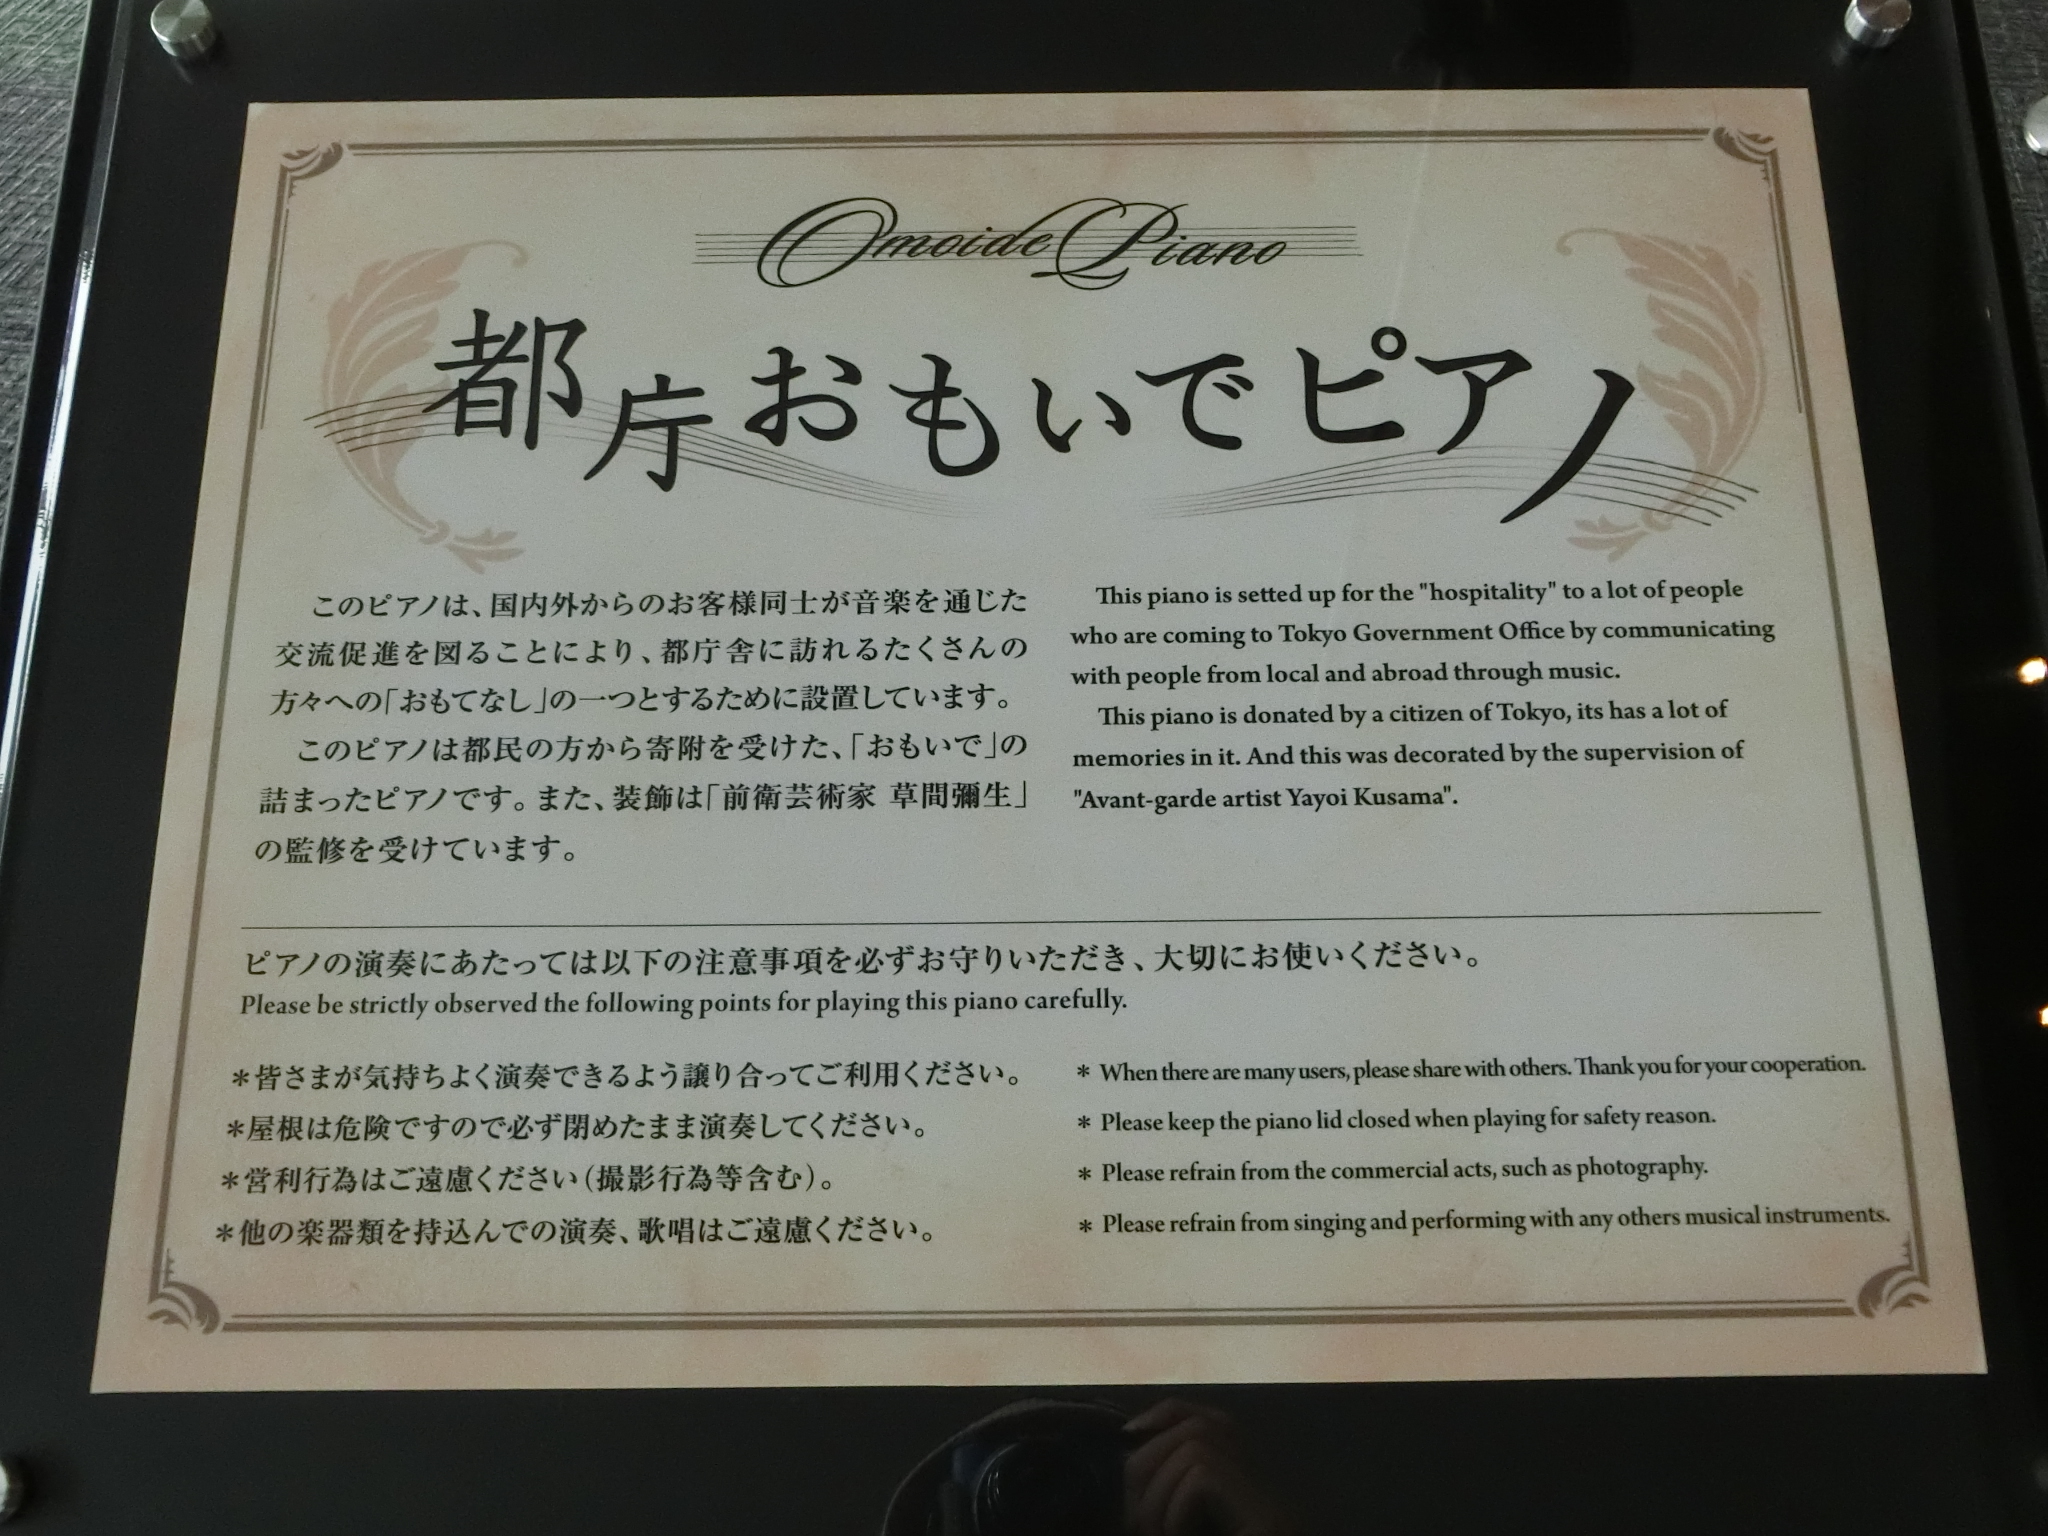 Omoide Piano
都庁おもいでピアノ
このピアノは、国内外からのお客様同士が音楽を通じた
交流促進を図ることにより、都庁舎に訪れるたくさんの
方々への「おもてなし」の一つとするために設置しています。
このピアノは都民の方から寄附を受けた、「おもいで」の
詰まったピアノです。また、装飾は「前衛芸術家 草間彌生」
の監修を受けています。
This piano is setted up for the "hospitality" to a lot of people
who are coming to Tokyo Government Office by communicating
with people from local and abroad through music.
This piano is donated by a citizen of Tokyo, its has a lot of
memories in it. And this was decorated by the supervision of
"Avant-garde artist Yayoi Kusama".
ピアノの演奏にあたっては以下の注意事項を必ずお守りいただき、大切にお使いください。
Please be strictly observed the following points for playing this piano carefully.
＊皆さまが気持ちよく演奏できるよう譲り合ってご利用ください。
＊屋根は危険ですので必ず閉めたまま演奏してください。
＊営利行為はご遠慮ください（撮影行為等含む）。
＊他の楽器類を持込んでの演奏、歌唱はご遠慮ください。
* When there are many users, please share with others. Thank you for your cooperation.
* Please keep the piano lid closed when playing for safety reason.
* Please refrain from the commercial acts, such as photography.
* Please refrain from singing and performing with any others musical instruments.